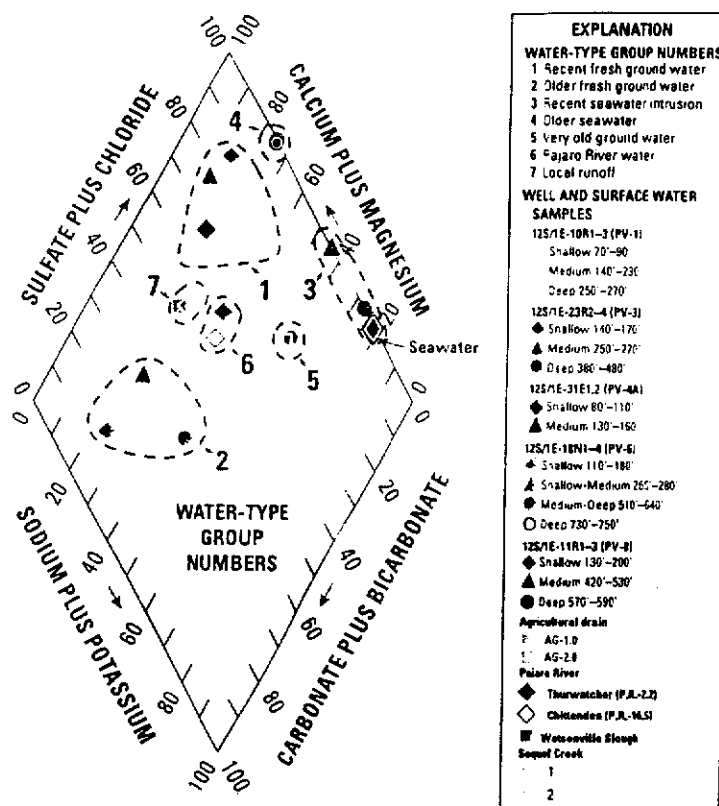 100 100
80 80
60 60
40 40
20 20
0 0
SULFATE PLUS CHLORIDE
CALCIUM PLUS MAGNESIUM
4
1
3
7
6
5
2
Seawater
WATER-TYPE
GROUP
NUMBERS
SODIUM PLUS POTASSIUM
CARBONATE PLUS BICARBONATE
20 20
40 40
60 60
80 80
100 100
EXPLANATION
WATER-TYPE GROUP NUMBERS
1 Recent fresh ground water
2 Older fresh ground water
3 Recent seawater intrusion
4 Older seawater
5 Very old ground water
6 Pajaro River water
7 Local runoff
WELL AND SURFACE WATER
SAMPLES
12S/1E-10R1-3 (PV-1)
Shallow 70'-90
Medium 140'-230
Deep 250'-270'
12S/1E-23R2-4 (PV-3)
Shallow 140'-170'
Medium 250'-270'
Deep 380'-480'
12S/1E-31E1,2 (PV-4A)
Shallow 80'-110'
Medium 130'-160
12S/1E-18N1-4 (PV-6)
Shallow 110'-180'
Shallow-Medium 265'-280'
Medium-Deep 510'-640'
Deep 730'-750'
12S/1E-11R1-3 (PV-8)
Shallow 130'-200'
Medium 420'-530'
Deep 570'-590'
Agricultural drain
AG-1.0
AG-2.0
Pajaro River
Thurwatcher (P.R.-2.2)
Chittenden (P.R.-16.5)
Watsonville Slough
Soquel Creek
1
2